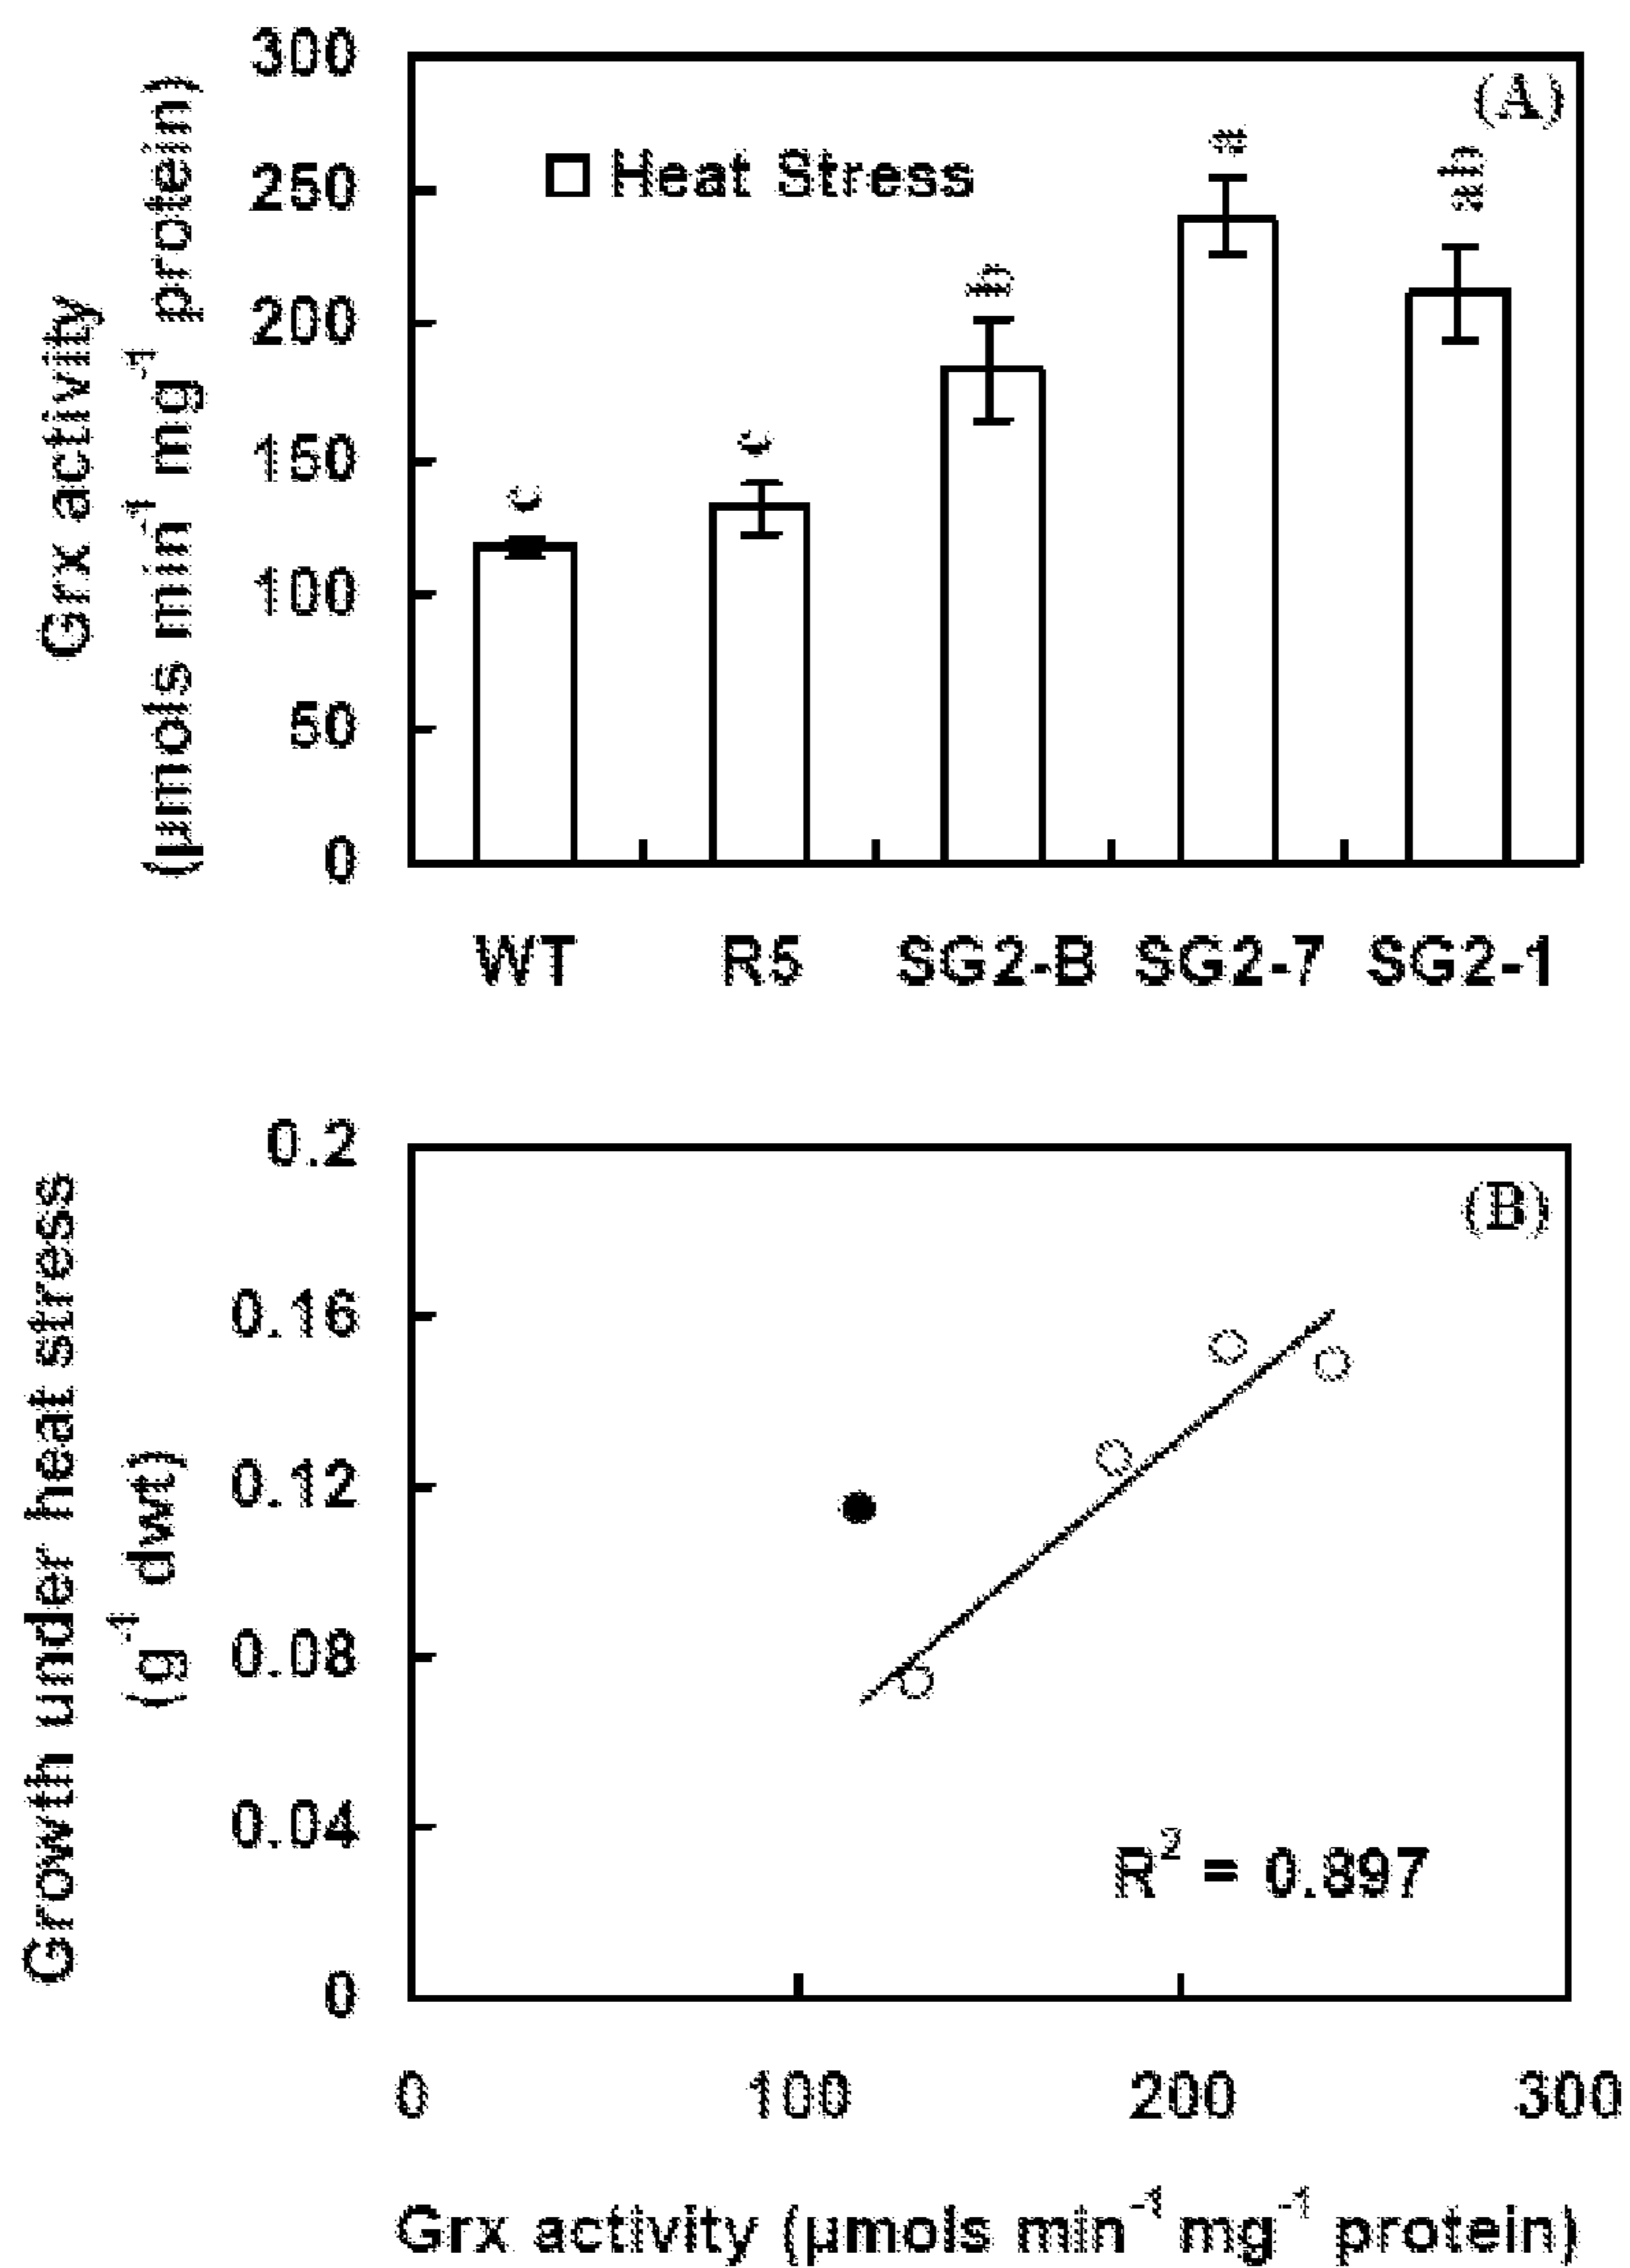 300
(A)
250
Heat Stress
a
ab
200
b
150
c
c
100
50
0
Grx activity
(µmols min-1 mg-1 protein)
WT R5 SG2-B SG2-7 SG2-1
0.2
(B)
0.16
0.12
0.08
0.04
R2 = 0.897
0
Growth under heat stress
(g-1 dwt)
0 100 200 300
Grx activity (µmols min-1 mg-1 protein)